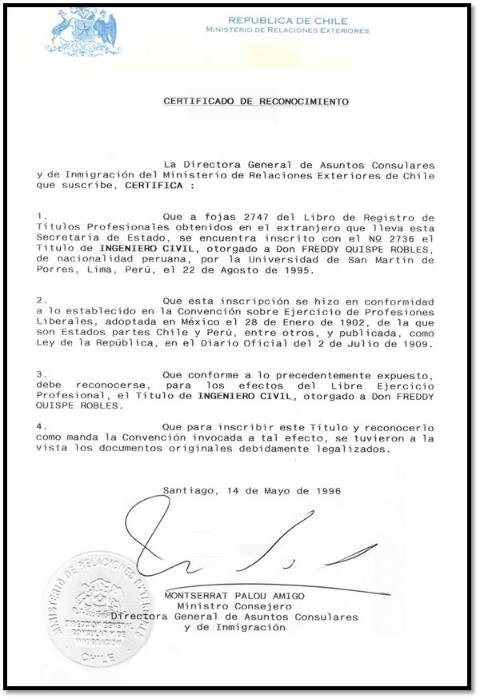 REPUBLICA DE CHILE
MINISTERIO DE RELACIONES EXTERIORES
CERTIFICADO DE RECONOCIMIENTO
La Directora General de Asuntos Consulares
y de Inmigración del Ministerio de Relaciones Exteriores de Chile
que suscribe, CERTIFICA :
1. Que a fojas 2747 del Libro de Registro de
Títulos Profesionales obtenidos en el extranjero que lleva esta
Secretaría de Estado, se encuentra inscrito con el Nº 2736 el
Título de INGENIERO CIVIL, otorgado a Don FREDDY QUISPE ROBLES,
de nacionalidad peruana, por la Universidad de San Martín de
Porres, Lima, Perú, el 22 de Agosto de 1995.
2. Que esta inscripción se hizo en conformidad
a lo establecido en la Convención sobre Ejercicio de Profesiones
Liberales, adoptada en México el 28 de Enero de 1902, de la que
son Estados partes Chile y Perú, entre otros, y publicada, como
Ley de la República, en el Diario Oficial del 2 de Julio de 1909.
3. Que conforme a lo precedentemente expuesto,
debe reconocerse, para los efectos del Libre Ejercicio
Profesional, el Título de INGENIERO CIVIL, otorgado a Don FREDDY
QUISPE ROBLES.
4. Que para inscribir este Título y reconocerlo
como manda la Convención invocada a tal efecto, se tuvieron a la
vista los documentos originales debidamente legalizados.
Santiago, 14 de Mayo de 1996
MONTSERRAT PALOU AMIGO
Ministro Consejero
Directora General de Asuntos Consulares
y de Inmigración
MINISTERIO DE RELACIONES EXTERIORES
DIRECCION GENERAL
CONSULAR Y DE
INMIGRACION
CHILE